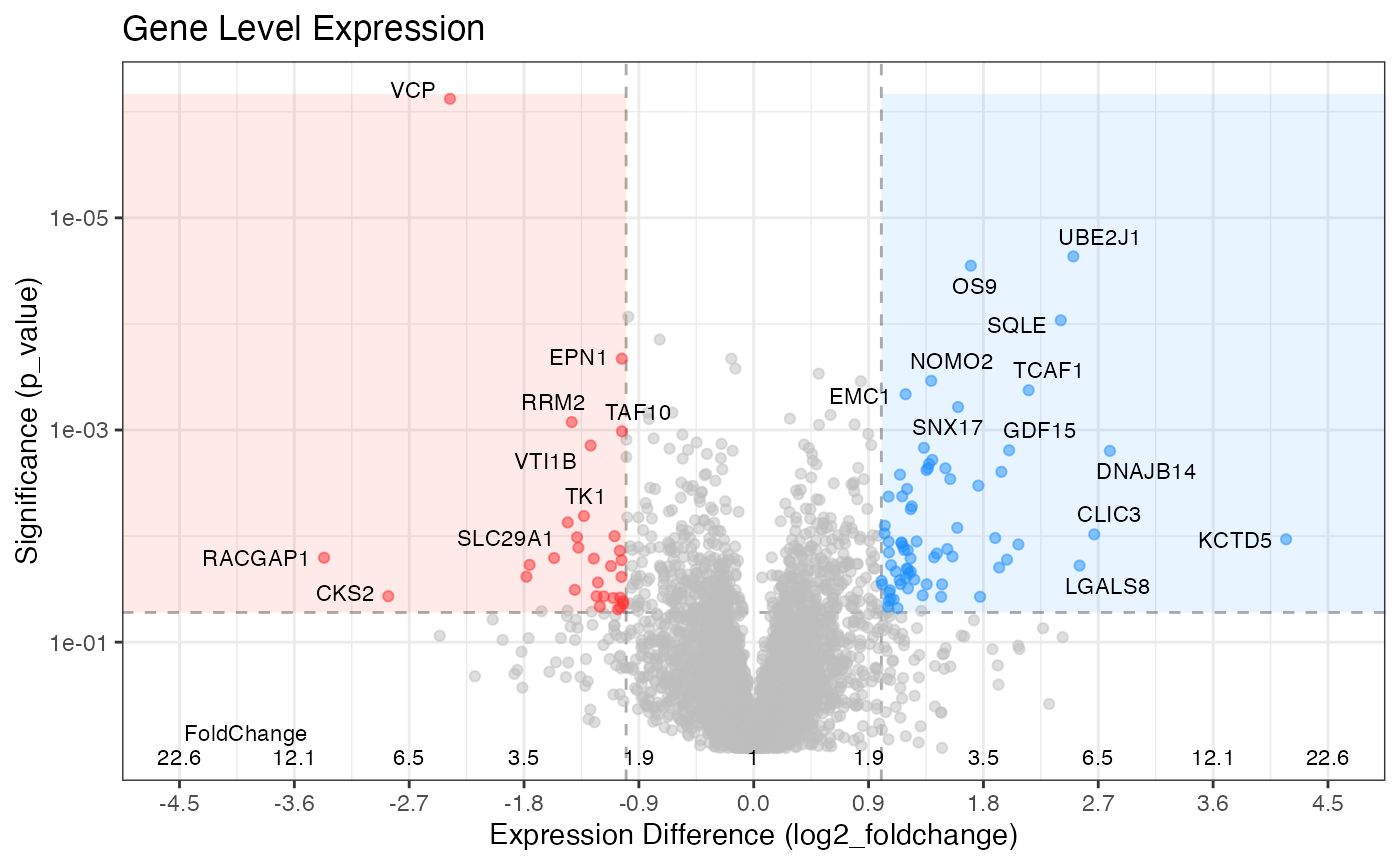 Gene Level Expression
VCP
1e-05
UBE2J1
OS9
SQLE
EPN1
NOMO2
TCAF1
EMC1
RRM2
TAF10
1e-03
SNX17
GDF15
VTI1B
DNAJB14
TK1
CLIC3
SLC29A1
KCTD5
RACGAP1
CKS2
LGALS8
1e-01
Significance (p_value)
FoldChange
22.6 12.1 6.5 3.5 1.9 1 1.9 3.5 6.5 12.1 22.6
-4.5 -3.6 -2.7 -1.8 -0.9 0.0 0.9 1.8 2.7 3.6 4.5
Expression Difference (log2_foldchange)